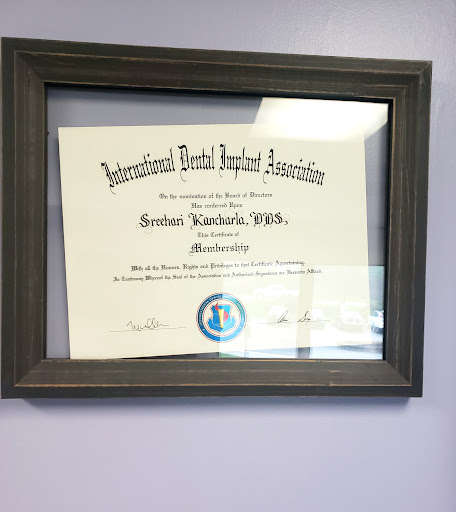 International Dental Implant Association
On the nomination of the Board of Directors
Has conferred Upon
Sreehari Kancharla, DDS
This Certificate of
Membership
With all the Honors, Rights and Privileges to that Certificate Appertaining.
In Testimony Whereof the Seal of the Association and Authorized Signatures are Hereunto Affixed.